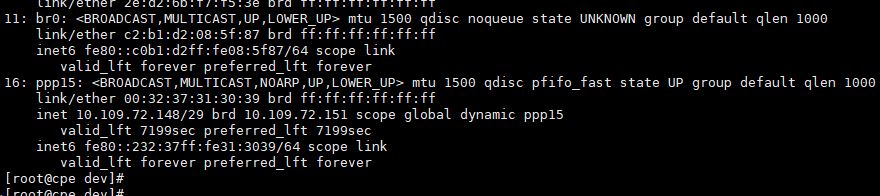 link/ether 2e:d2:6b:f7:f5:3e brd ff:ff:ff:ff:ff:ff
11: br0: <BROADCAST,MULTICAST,UP,LOWER_UP> mtu 1500 qdisc noqueue state UNKNOWN group default qlen 1000
link/ether c2:b1:d2:08:5f:87 brd ff:ff:ff:ff:ff:ff
inet6 fe80::c0b1:d2ff:fe08:5f87/64 scope link
valid_lft forever preferred_lft forever
16: ppp15: <BROADCAST,MULTICAST,NOARP,UP,LOWER_UP> mtu 1500 qdisc pfifo_fast state UP group default qlen 1000
link/ether 00:32:37:31:30:39 brd ff:ff:ff:ff:ff:ff
inet 10.109.72.148/29 brd 10.109.72.151 scope global dynamic ppp15
valid_lft 7199sec preferred_lft 7199sec
inet6 fe80::232:37ff:fe31:3039/64 scope link
valid_lft forever preferred_lft forever
[root@cpe dev]#
[root@cpe dev]#